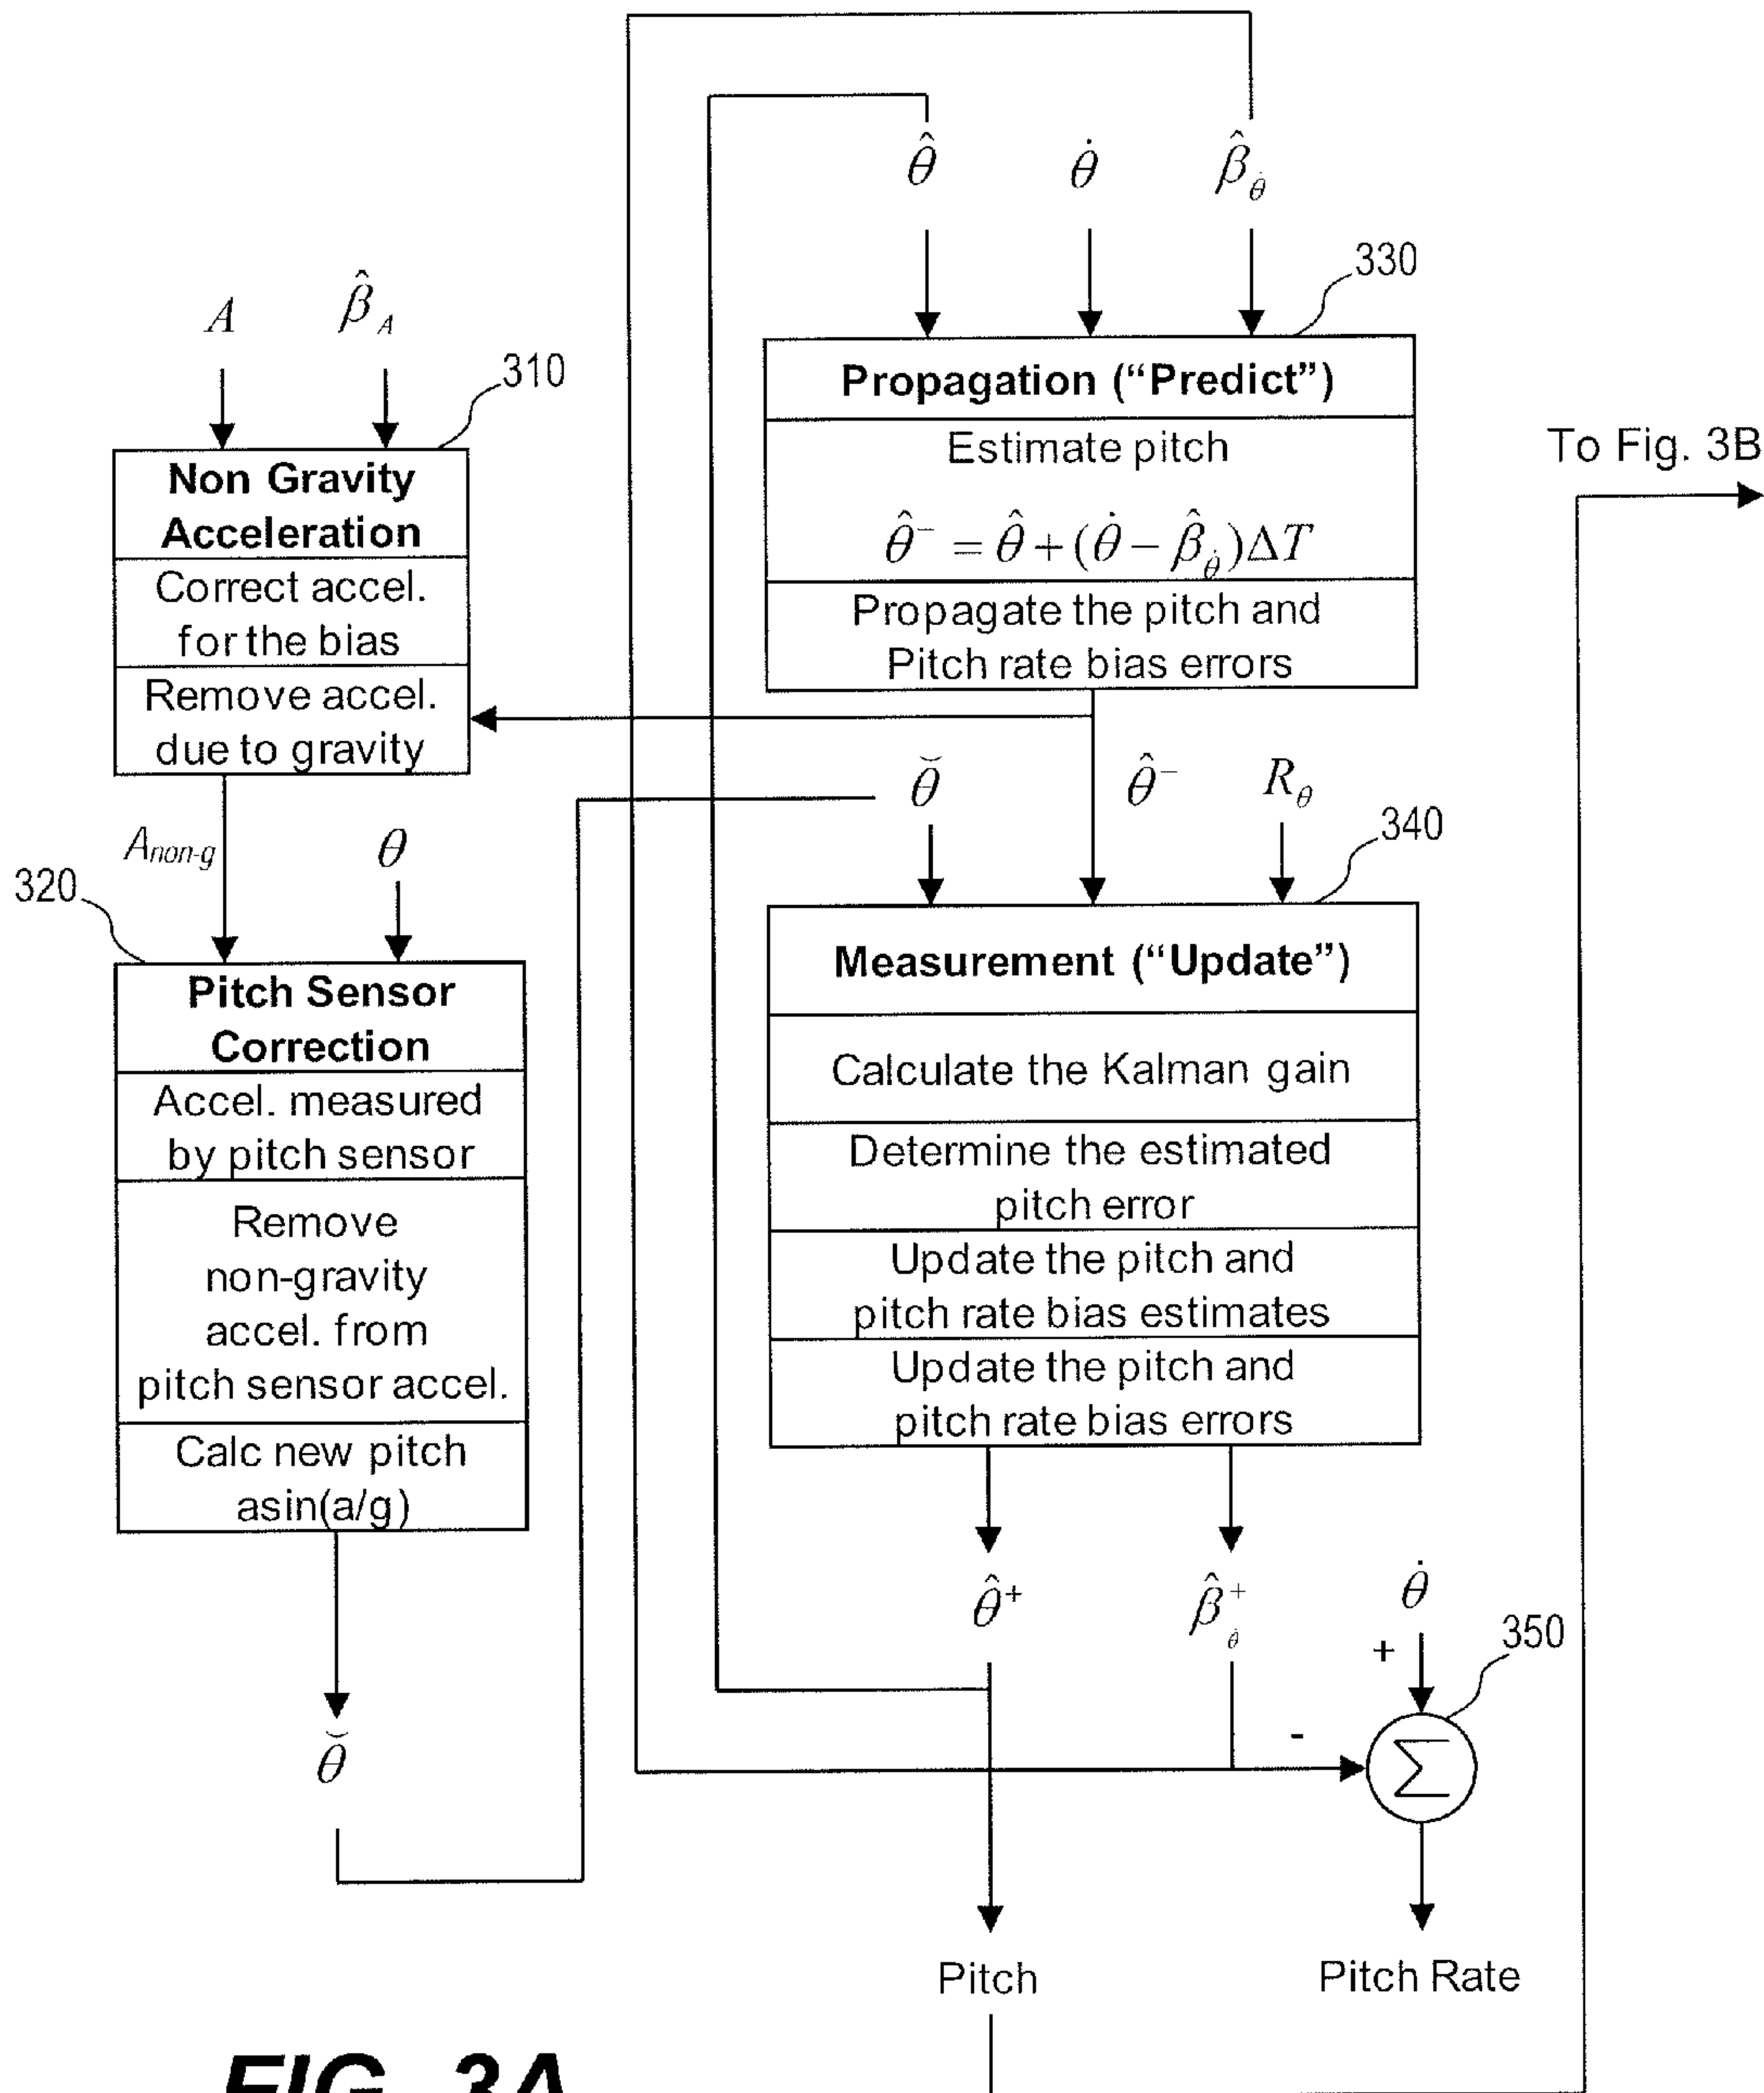 θ̂ θ̇ β̂θ̇
330
A β̂A
310
Propagation (“Predict”)
Estimate pitch
θ̂⁻ = θ̂ + (θ̇ - β̂θ̇)ΔT
Propagate the pitch and
Pitch rate bias errors
To Fig. 3B
Non Gravity
Acceleration
Correct accel.
for the bias
Remove accel.
due to gravity
θ̆ θ̂⁻ Rθ
340
Anon-g θ
320
Pitch Sensor
Correction
Accel. measured
by pitch sensor
Remove
non-gravity
accel. from
pitch sensor accel.
Calc new pitch
asin(a/g)
θ̆
Measurement (“Update”)
Calculate the Kalman gain
Determine the estimated
pitch error
Update the pitch and
pitch rate bias estimates
Update the pitch and
pitch rate bias errors
θ̂⁺ β̂θ̇⁺ θ̇
350
+
-
Σ
Pitch
Pitch Rate
FIG. 3A